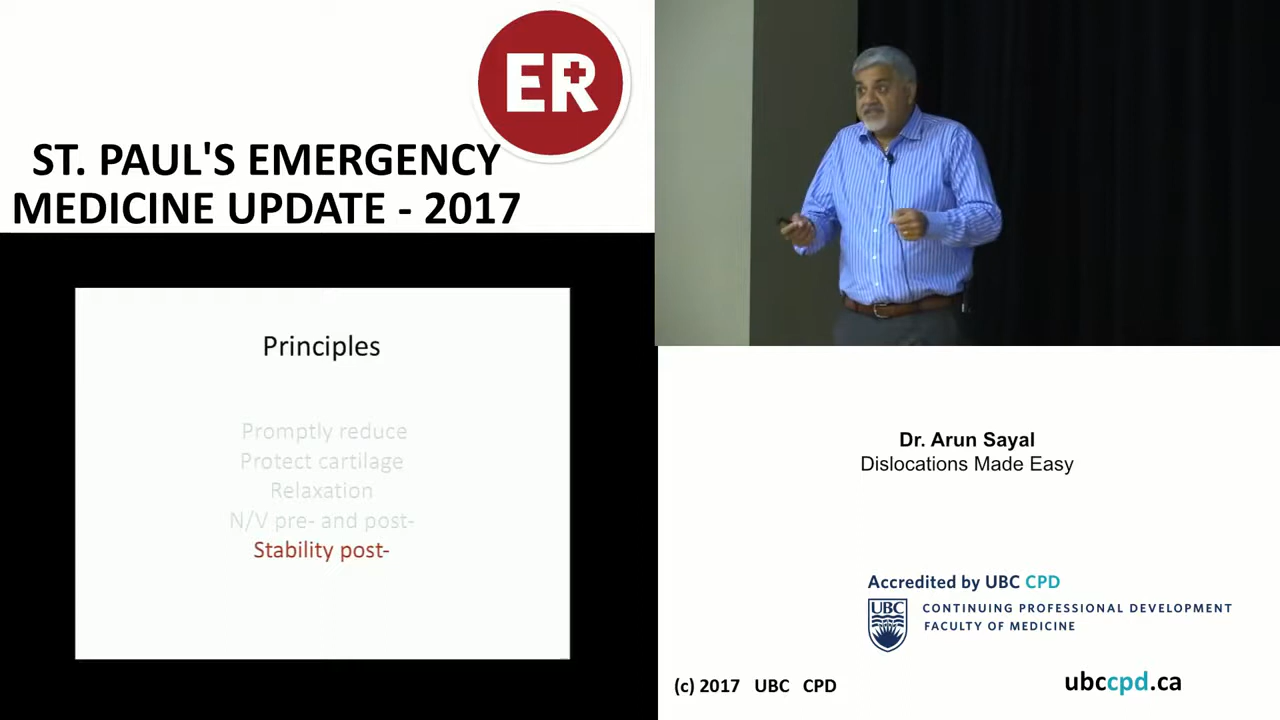 ER
ST. PAUL'S EMERGENCY
MEDICINE UPDATE - 2017
Principles
Promptly reduce
Protect cartilage
Relaxation
N/V pre- and post-
Stability post-
Dr. Arun Sayal
Dislocations Made Easy
Accredited by UBC CPD
UBC
CONTINUING PROFESSIONAL DEVELOPMENT
FACULTY OF MEDICINE
(c) 2017 UBC CPD
ubccpd.ca